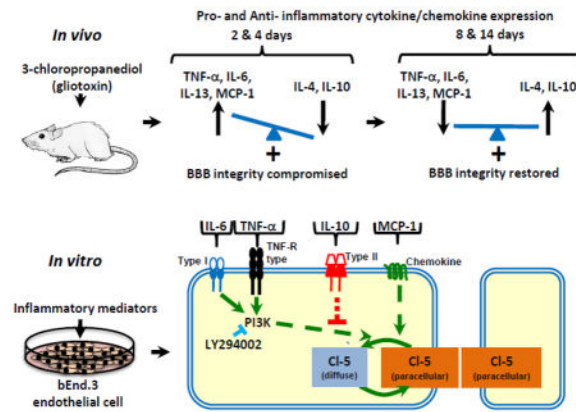 Pro- and Anti- inflammatory cytokine/chemokine expression
In vivo
2 & 4 days
8 & 14 days
3-chloropropanediol
(gliotoxin)
TNF-α, IL-6,
IL-13, MCP-1
IL-4, IL-10
TNF-α, IL-6,
IL-13, MCP-1
IL-4, IL-10
+
BBB integrity compromised
+
BBB integrity restored
In vitro
IL-6
TNF-α
IL-10
MCP-1
Type I
TNF-R
type
Type II
Chemokine
Inflammatory mediators
PI3K
LY294002
bEnd.3
endothelial cell
Cl-5
(diffuse)
Cl-5
(paracellular)
Cl-5
(paracellular)